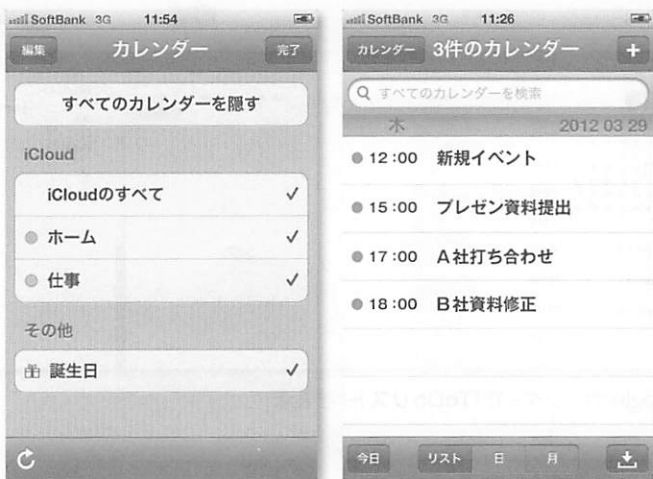 SoftBank 3G 11:54
編集 カレンダー 完了
すべてのカレンダーを隠す
iCloud
iCloudのすべて
ホーム
仕事
その他
誕生日
SoftBank 3G 11:26
カレンダー 3件のカレンダー +
すべてのカレンダーを検索
木 2012 03 29
12:00 新規イベント
15:00 プレゼン資料提出
17:00 A社打ち合わせ
18:00 B社資料修正
今日 リスト 日 月